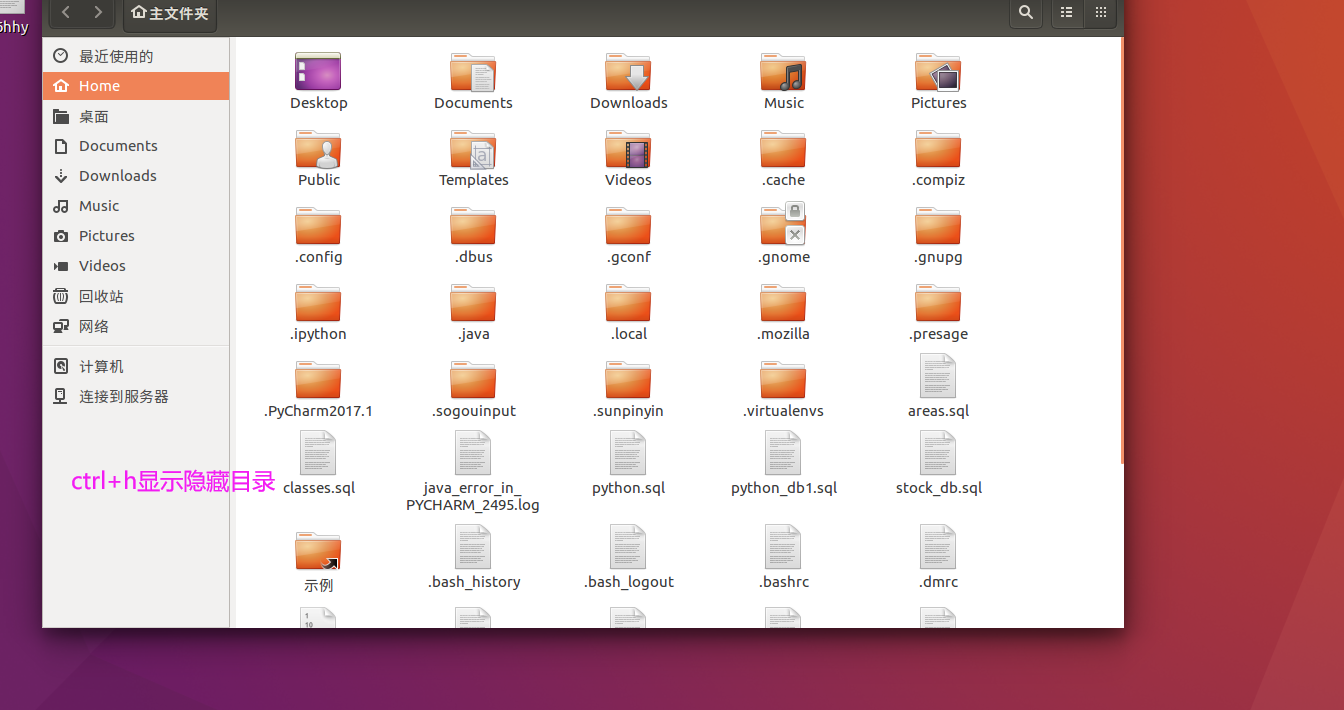 hhy
主文件夹
最近使用的
Home
桌面
Documents
Downloads
Music
Pictures
Videos
回收站
网络
计算机
连接到服务器
ctrl+h显示隐藏目录
Desktop
Documents
Downloads
Music
Pictures
Public
Templates
Videos
.cache
.compiz
.config
.dbus
.gconf
.gnome
.gnupg
.ipython
.java
.local
.mozilla
.presage
.PyCharm2017.1
.sogouinput
.sunpinyin
.virtualenvs
areas.sql
classes.sql
java_error_in_
PYCHARM_2495.log
python.sql
python_db1.sql
stock_db.sql
示例
.bash_history
.bash_logout
.bashrc
.dmrc